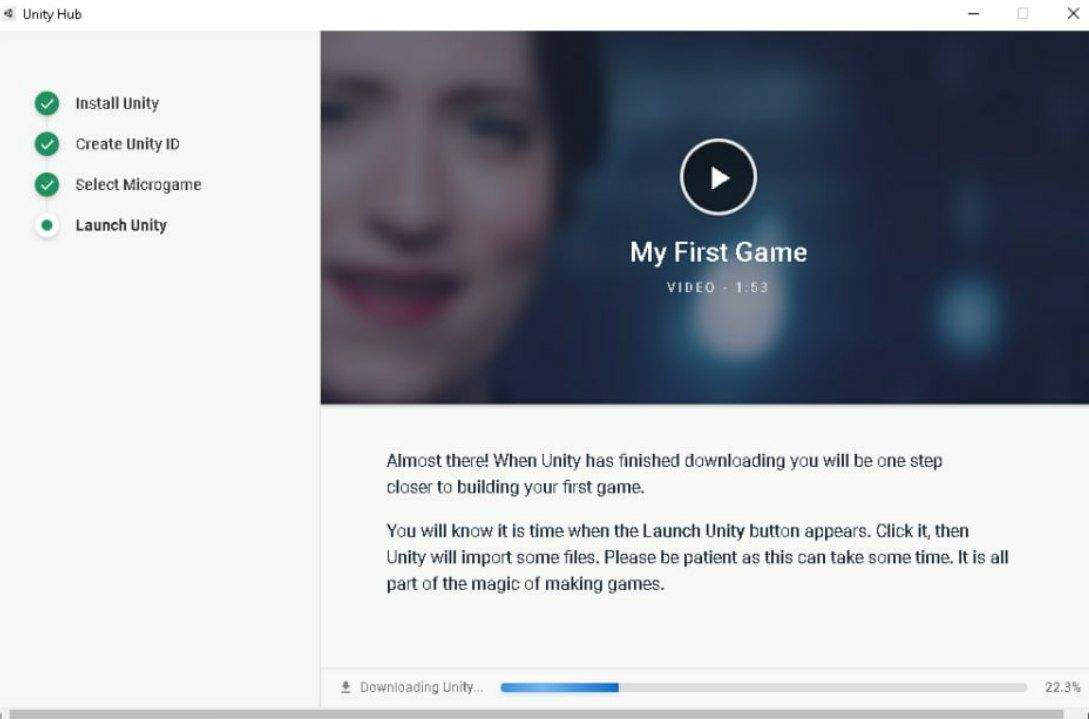 Unity Hub
Install Unity
Create Unity ID
Select Microgame
Launch Unity
My First Game
VIDEO - 1:53
Almost there! When Unity has finished downloading you will be one step
closer to building your first game.
You will know it is time when the Launch Unity button appears. Click it, then
Unity will import some files. Please be patient as this can take some time. It is all
part of the magic of making games.
Downloading Unity... 22.3%